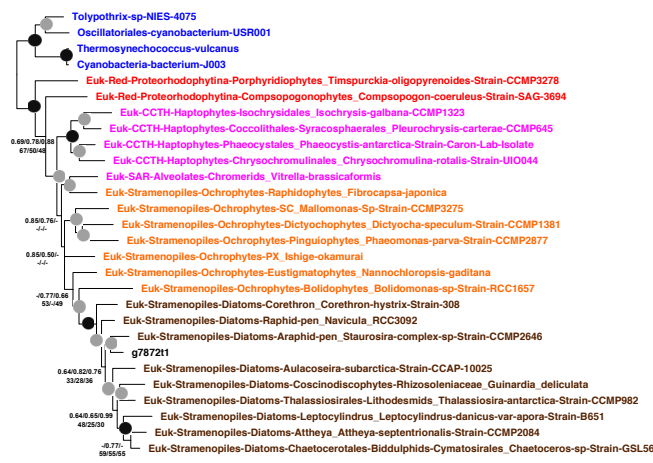 Tolypothrix-sp-NIES-4075
Oscillatoriales-cyanobacterium-USR001
Thermosynechococcus-vulcanus
Cyanobacteria-bacterium-J003
Euk-Red-Proteorhodophytina-Porphyridiophytes_Timspurckia-oligopyrenoides-Strain-CCMP3278
Euk-Red-Proteorhodophytina-Compsopogonophytes_Compsopogon-coeruleus-Strain-SAG-3694
Euk-CCTH-Haptophytes-Isochrysidales_Isochrysis-galbana-CCMP1323
Euk-CCTH-Haptophytes-Coccolithales-Syracosphaerales_Pleurochrysis-carterae-CCMP645
0.69/0.78/0.88
67/50/48
Euk-CCTH-Haptophytes-Phaeocystales_Phaeocystis-antarctica-Strain-Caron-Lab-Isolate
Euk-CCTH-Haptophytes-Chrysochromulinales_Chrysochromulina-rotalis-Strain-UIO044
Euk-SAR-Alveolates-Chromerids_Vitrella-brassicaformis
Euk-Stramenopiles-Ochrophytes-Raphidophytes_Fibrocapsa-japonica
Euk-Stramenopiles-Ochrophytes-SC_Mallomonas-Sp-Strain-CCMP3275
0.85/0.76/-
-/-/-
Euk-Stramenopiles-Ochrophytes-Dictyochophytes_Dictyocha-speculum-Strain-CCMP1381
Euk-Stramenopiles-Ochrophytes-Pinguiophytes_Phaeomonas-parva-Strain-CCMP2877
0.85/0.50/-
-/-/-
Euk-Stramenopiles-Ochrophytes-PX_Ishige-okamurai
Euk-Stramenopiles-Ochrophytes-Eustigmatophytes_Nannochloropsis-gaditana
Euk-Stramenopiles-Ochrophytes-Bolidophytes_Bolidomonas-sp-Strain-RCC1657
-/0.77/0.66
53/-/49
Euk-Stramenopiles-Diatoms-Corethron_Corethron-hystrix-Strain-308
Euk-Stramenopiles-Diatoms-Raphid-pen_Navicula_RCC3092
Euk-Stramenopiles-Diatoms-Araphid-pen_Staurosira-complex-sp-Strain-CCMP2646
g7872t1
0.64/0.82/0.76
33/28/36
Euk-Stramenopiles-Diatoms-Aulacoseira-subarctica-Strain-CCAP-10025
Euk-Stramenopiles-Diatoms-Coscinodiscophytes-Rhizosoleniaceae_Guinardia_deliculata
Euk-Stramenopiles-Diatoms-Thalassiosirales-Lithodesmids_Thalassiosira-antarctica-Strain-CCMP982
0.64/0.65/0.99
48/25/30
Euk-Stramenopiles-Diatoms-Leptocylindrus_Leptocylindrus-danicus-var-apora-Strain-B651
Euk-Stramenopiles-Diatoms-Attheya_Attheya-septentrionalis-Strain-CCMP2084
-/0.77/-
59/55/55
Euk-Stramenopiles-Diatoms-Chaetocerotales-Biddulphids-Cymatosirales_Chaetoceros-sp-Strain-GSL56